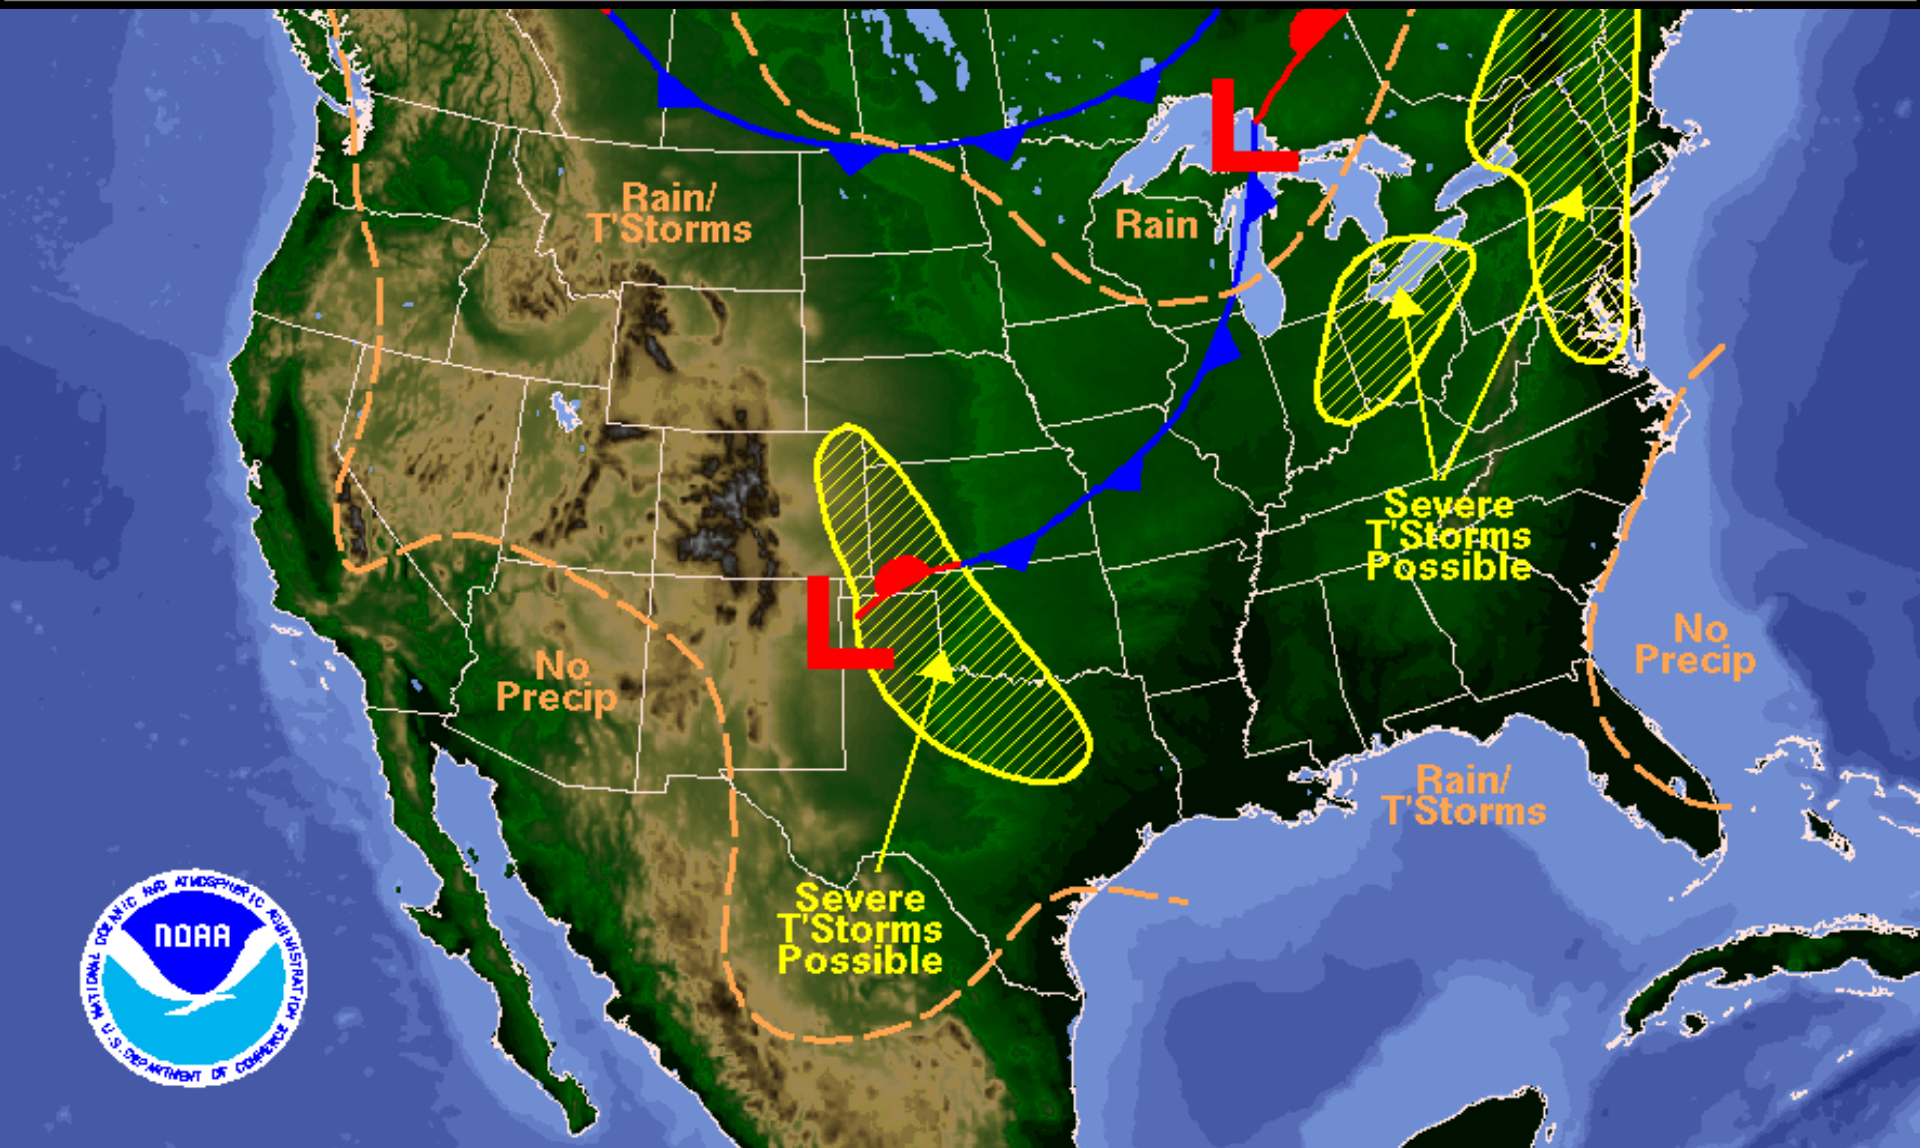 Rain/
T'Storms
Rain
L
Severe
T'Storms
Possible
L
No
Precip
No
Precip
Rain/
T'Storms
Severe
T'Storms
Possible
NOAA
NATIONAL OCEANIC AND ATMOSPHERIC ADMINISTRATION
U.S. DEPARTMENT OF COMMERCE